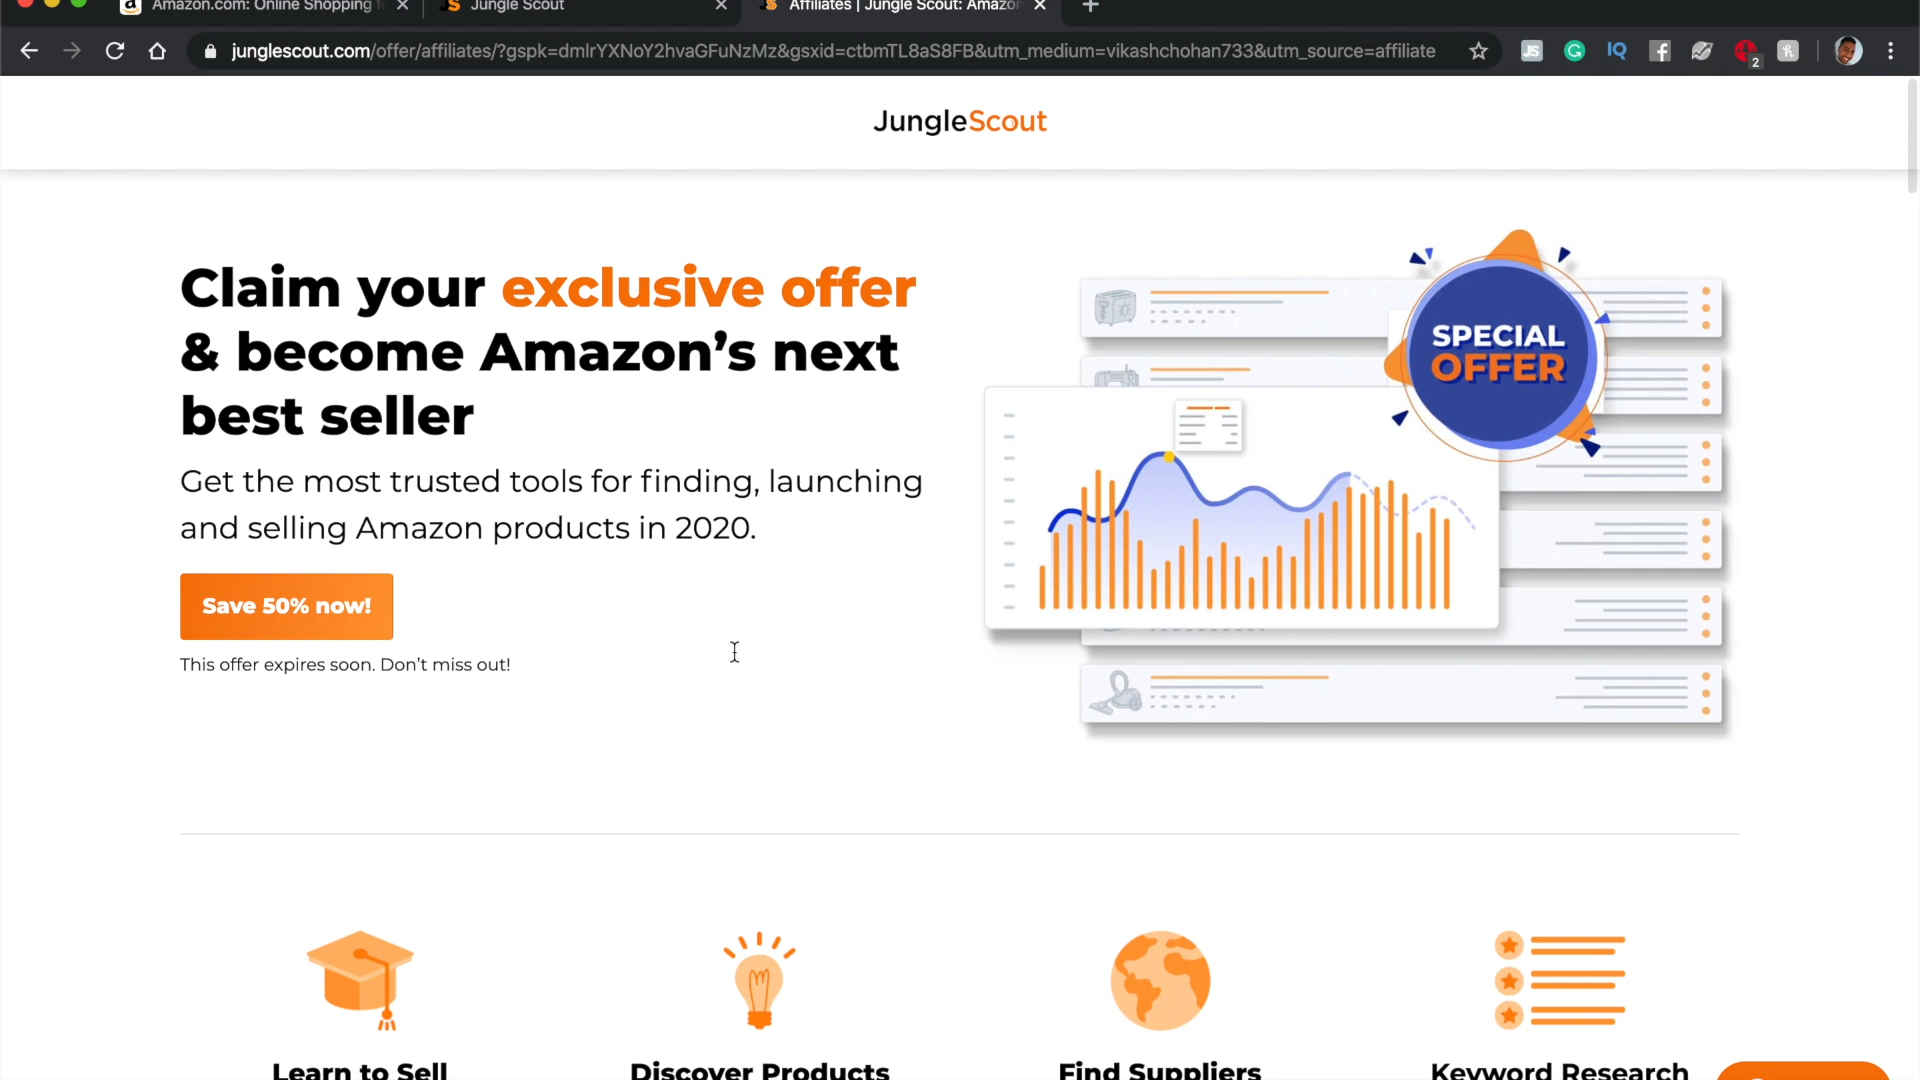 Amazon.com: Online Shopping f
Jungle Scout
Affiliates | Jungle Scout: Amazon
junglescout.com/offer/affiliates/?gspk=dmlrYXNoY2hvaGFuNzMz&gsxid=ctbmTL8aS8FB&utm_medium=vikashchohan733&utm_source=affiliate
JS
IQ
2
JungleScout
Claim your exclusive offer
& become Amazon’s next
best seller
Get the most trusted tools for finding, launching
and selling Amazon products in 2020.
Save 50% now!
This offer expires soon. Don’t miss out!
SPECIAL
OFFER
Learn to Sell
Discover Products
Find Suppliers
Keyword Research